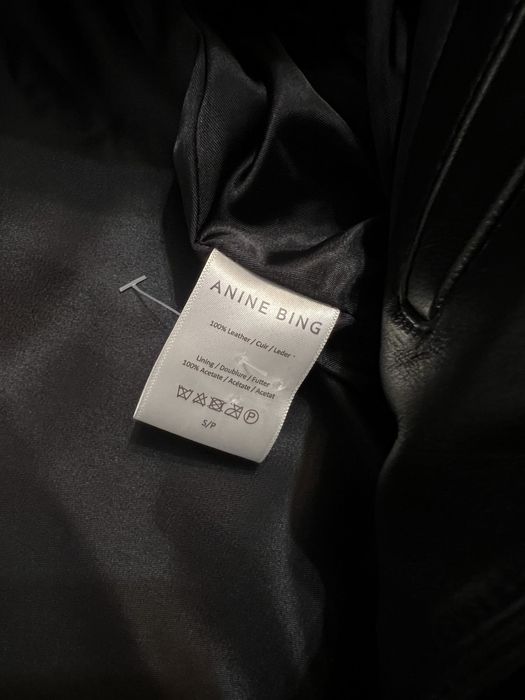 ANINE BING
100% Leather / Cuir / Leder
Lining / Doublure / Futter
100% Acetate / Acétate / Acetat
P
S/P